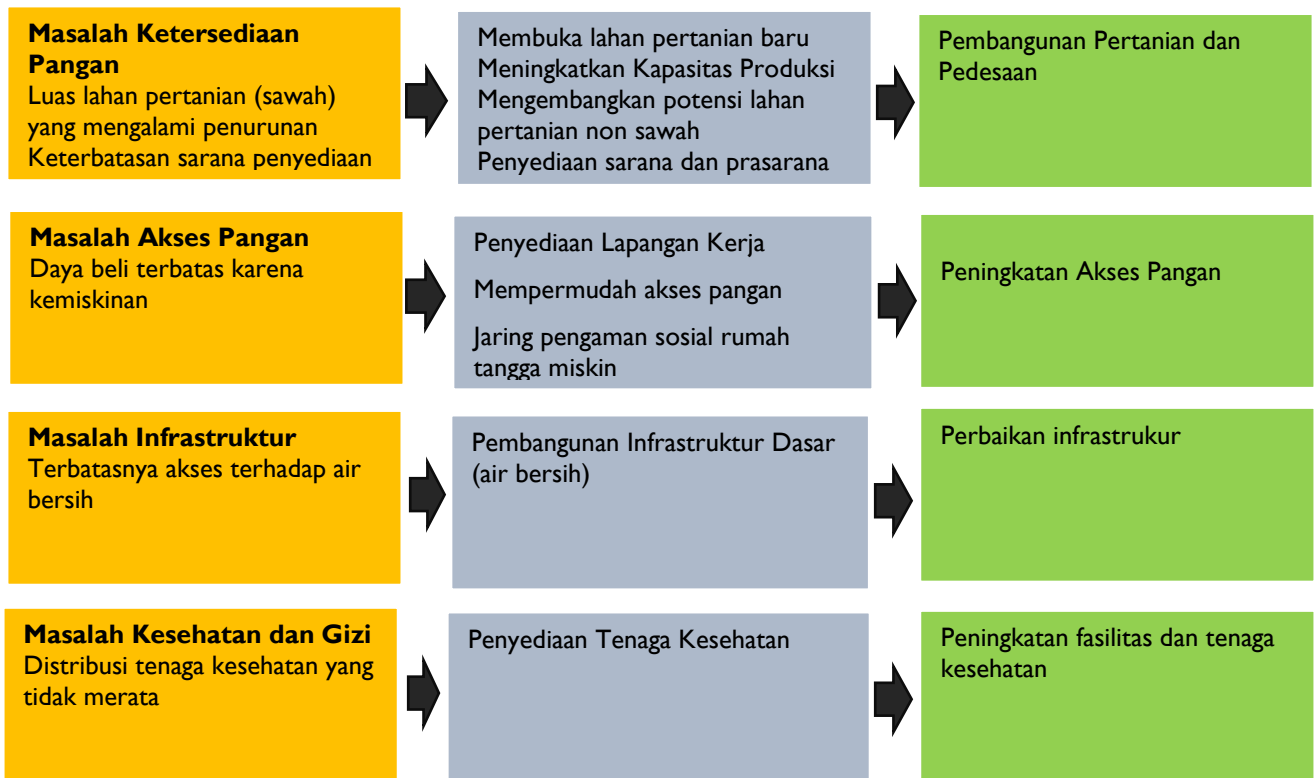 Masalah Ketersediaan
Pangan
Luas lahan pertanian (sawah)
yang mengalami penurunan
Keterbatasan sarana penyediaan
Membuka lahan pertanian baru
Meningkatkan Kapasitas Produksi
Mengembangkan potensi lahan
pertanian non sawah
Penyediaan sarana dan prasarana
Pembangunan Pertanian dan
Pedesaan
Masalah Akses Pangan
Daya beli terbatas karena
kemiskinan
Penyediaan Lapangan Kerja
Mempermudah akses pangan
Jaring pengaman sosial rumah
tangga miskin
Peningkatan Akses Pangan
Masalah Infrastruktur
Terbatasnya akses terhadap air
bersih
Pembangunan Infrastruktur Dasar
(air bersih)
Perbaikan infrastrukur
Masalah Kesehatan dan Gizi
Distribusi tenaga kesehatan yang
tidak merata
Penyediaan Tenaga Kesehatan
Peningkatan fasilitas dan tenaga
kesehatan